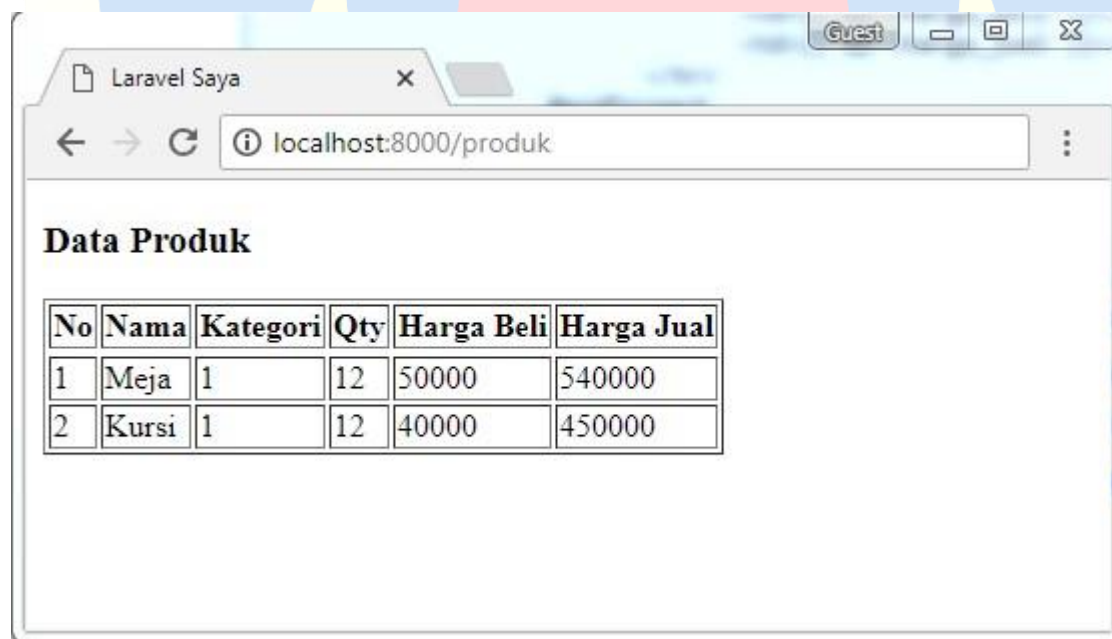 Guest
Laravel Saya
localhost:8000/produk
Data Produk
No Nama Kategori Qty Harga Beli Harga Jual
1 Meja 1 12 50000 540000
2 Kursi 1 12 40000 450000